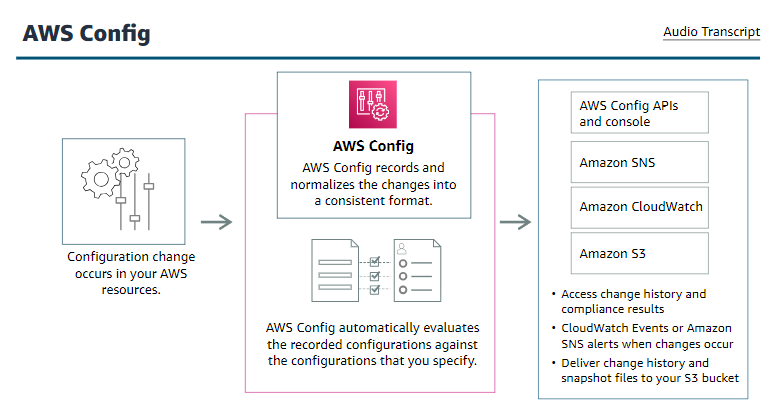 AWS Config
Audio Transcript
Configuration change
occurs in your AWS
resources.
AWS Config
AWS Config records and
normalizes the changes into
a consistent format.
AWS Config automatically evaluates
the recorded configurations against
the configurations that you specify.
AWS Config APIs
and console
Amazon SNS
Amazon CloudWatch
Amazon S3
• Access change history and
compliance results
• CloudWatch Events or Amazon
SNS alerts when changes occur
• Deliver change history and
snapshot files to your S3 bucket